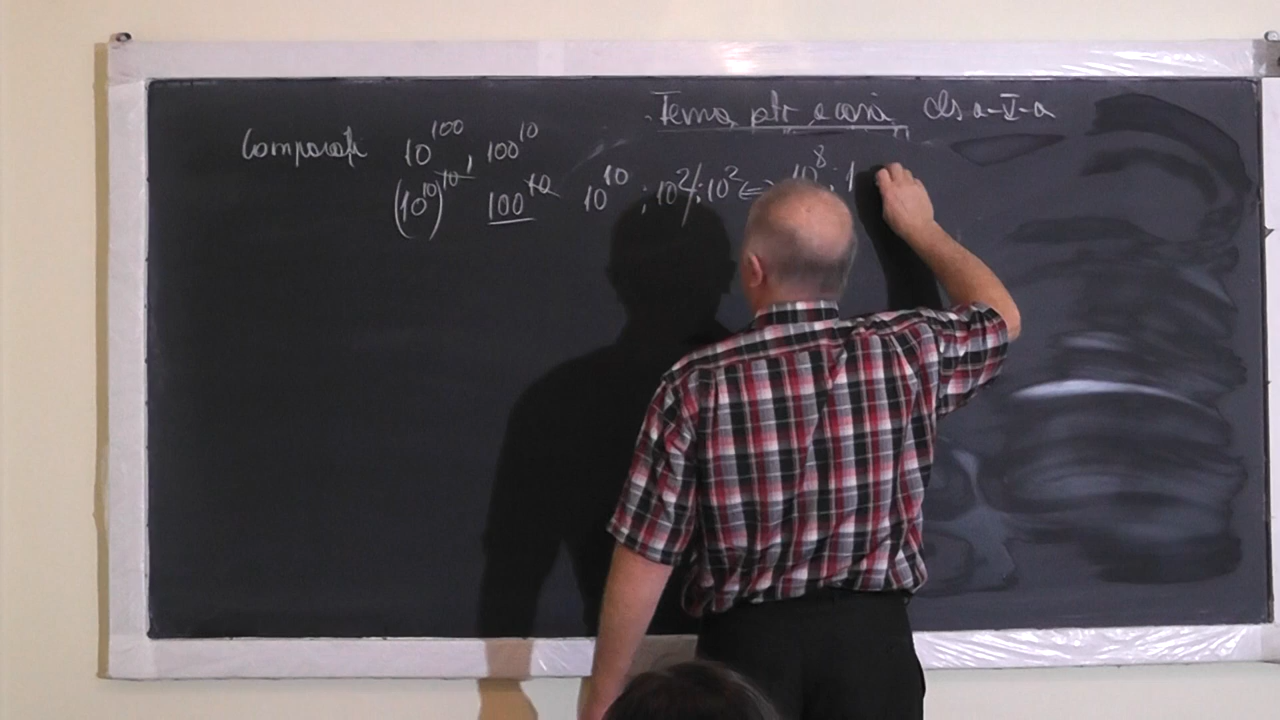 Tema ptr acasă cls a-V-a
Comparați 10^100, 100^10
(10^10)^10, 100^10 10^10 ; 10^2 /:10^2 <=> 10^8 ; 1